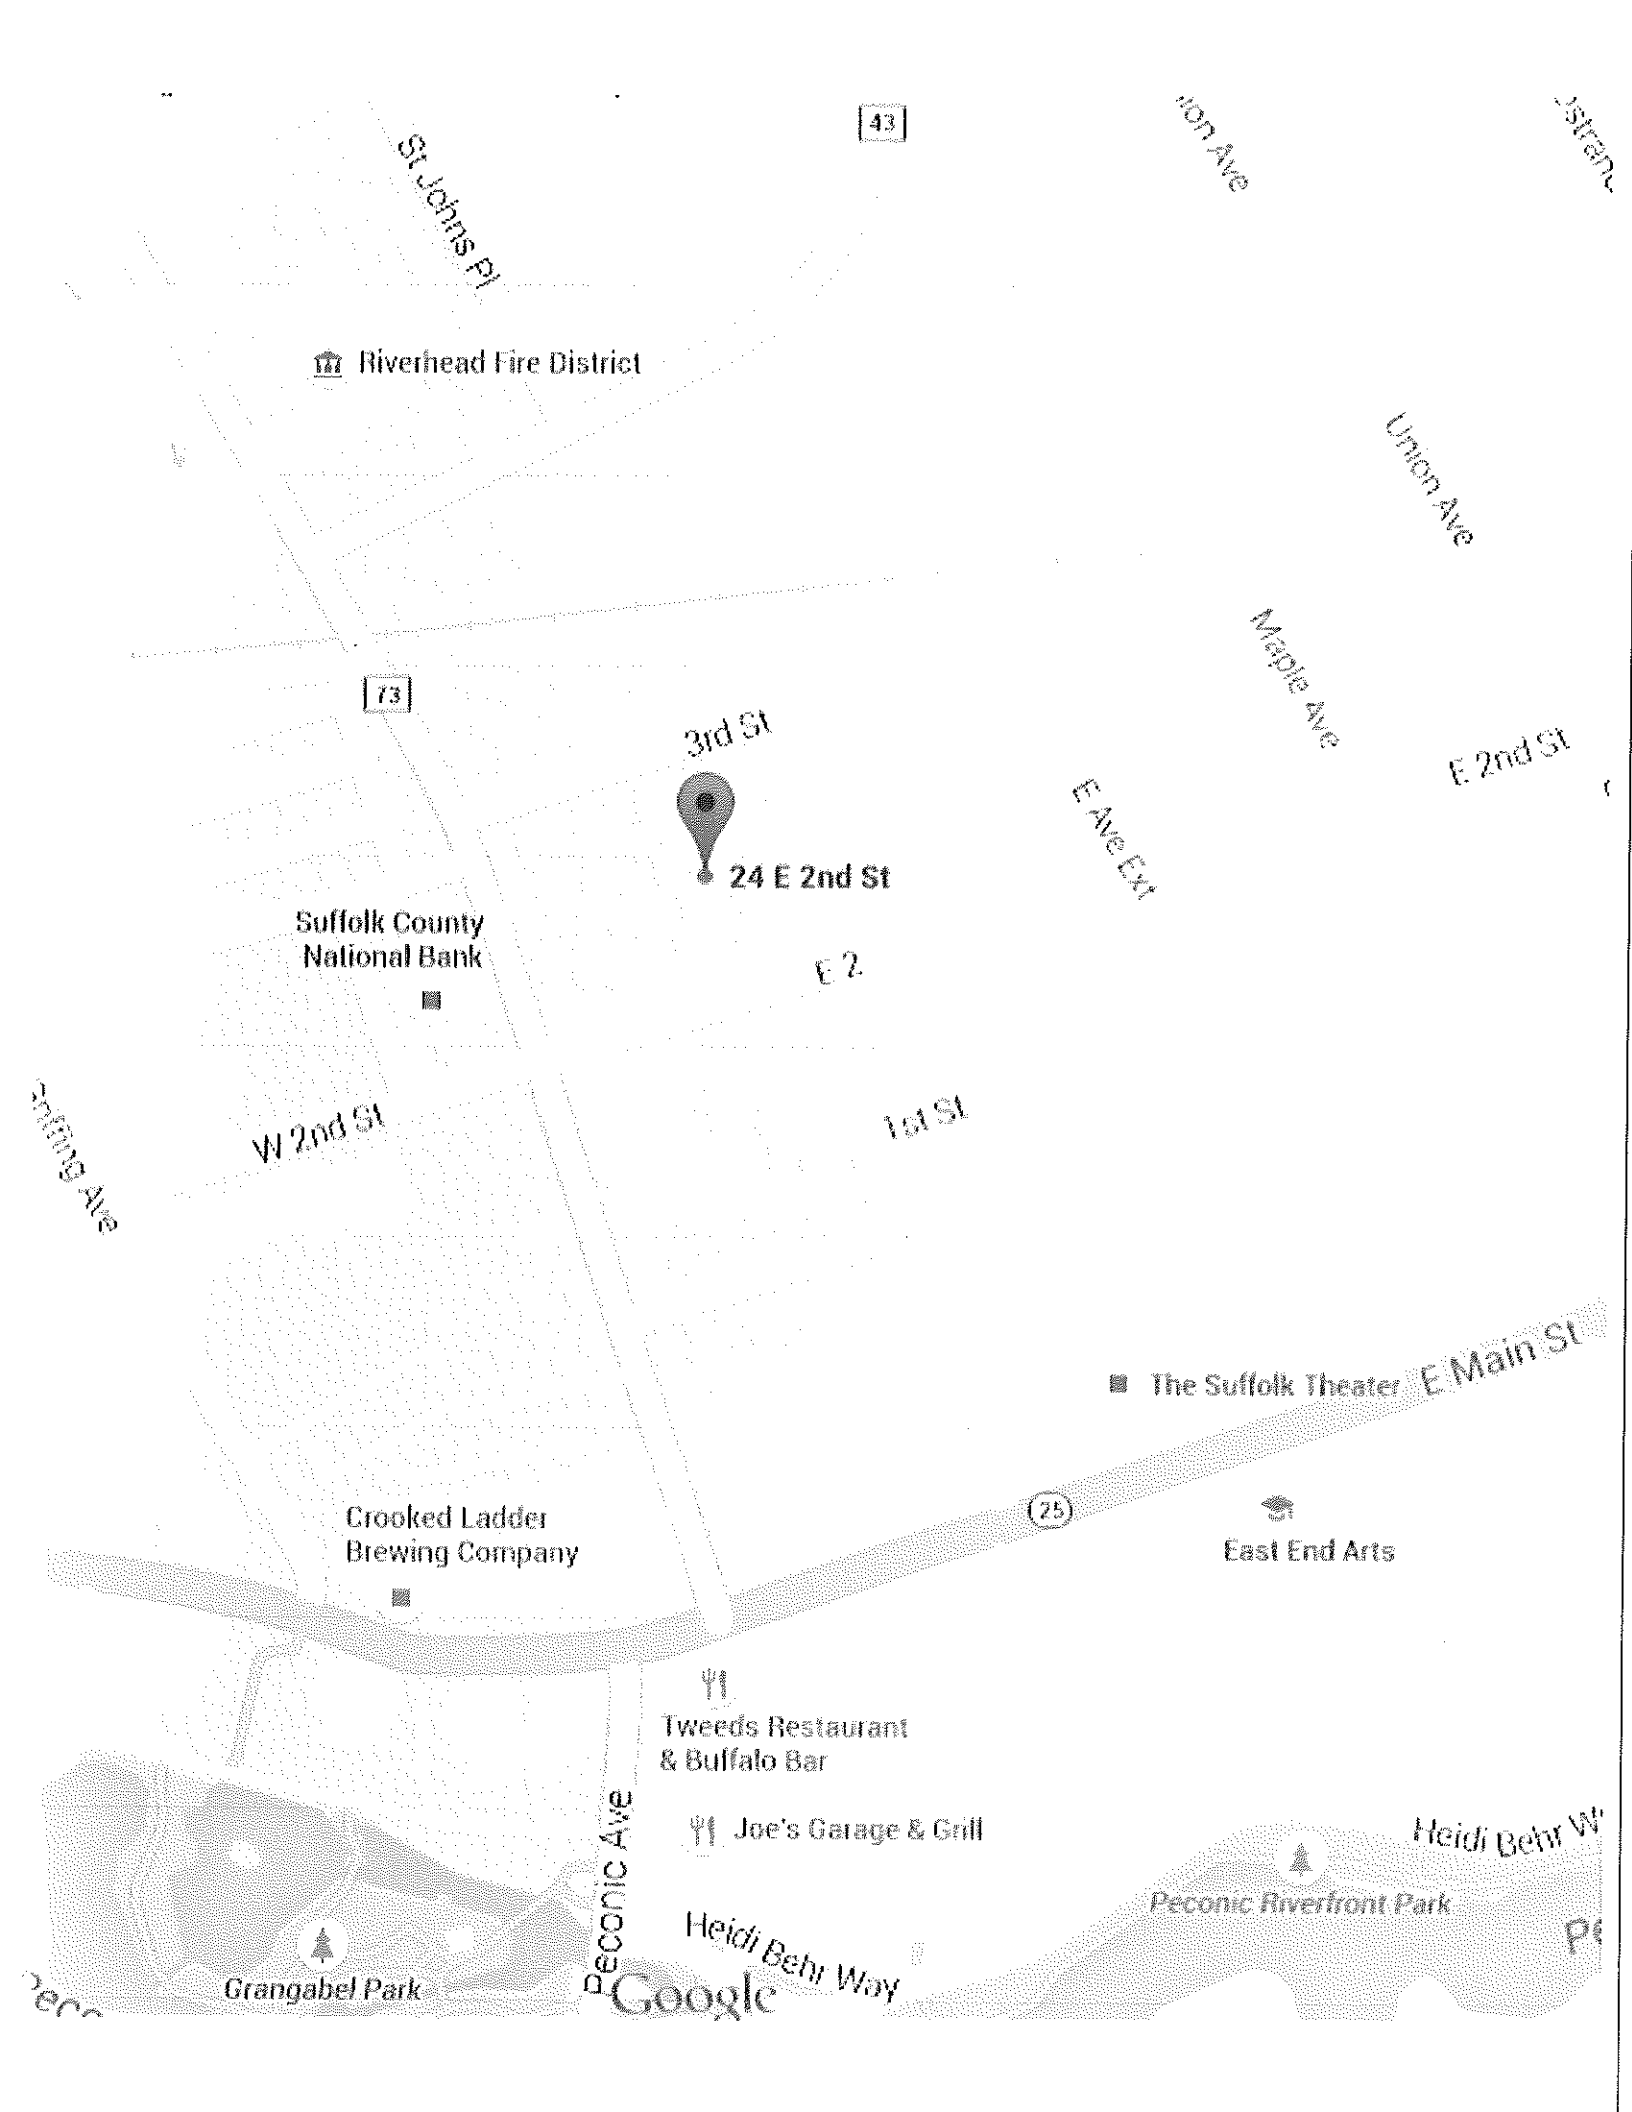 43
St Johns Pl
Riverhead Fire District
Union Ave
Maple Ave
73
3rd St
E 2nd St
E Ave Ext
24 E 2nd St
Suffolk County
National Bank
E 2
1st St
W 2nd St
Ave
E Main St
The Suffolk Theater
25
Crooked Ladder
Brewing Company
East End Arts
Tweeds Restaurant
& Buffalo Bar
Peconic Ave
Joe's Garage & Grill
Heidi Behr W
Peconic Riverfront Park
Heidi Behr Way
Grangabel Park
Google